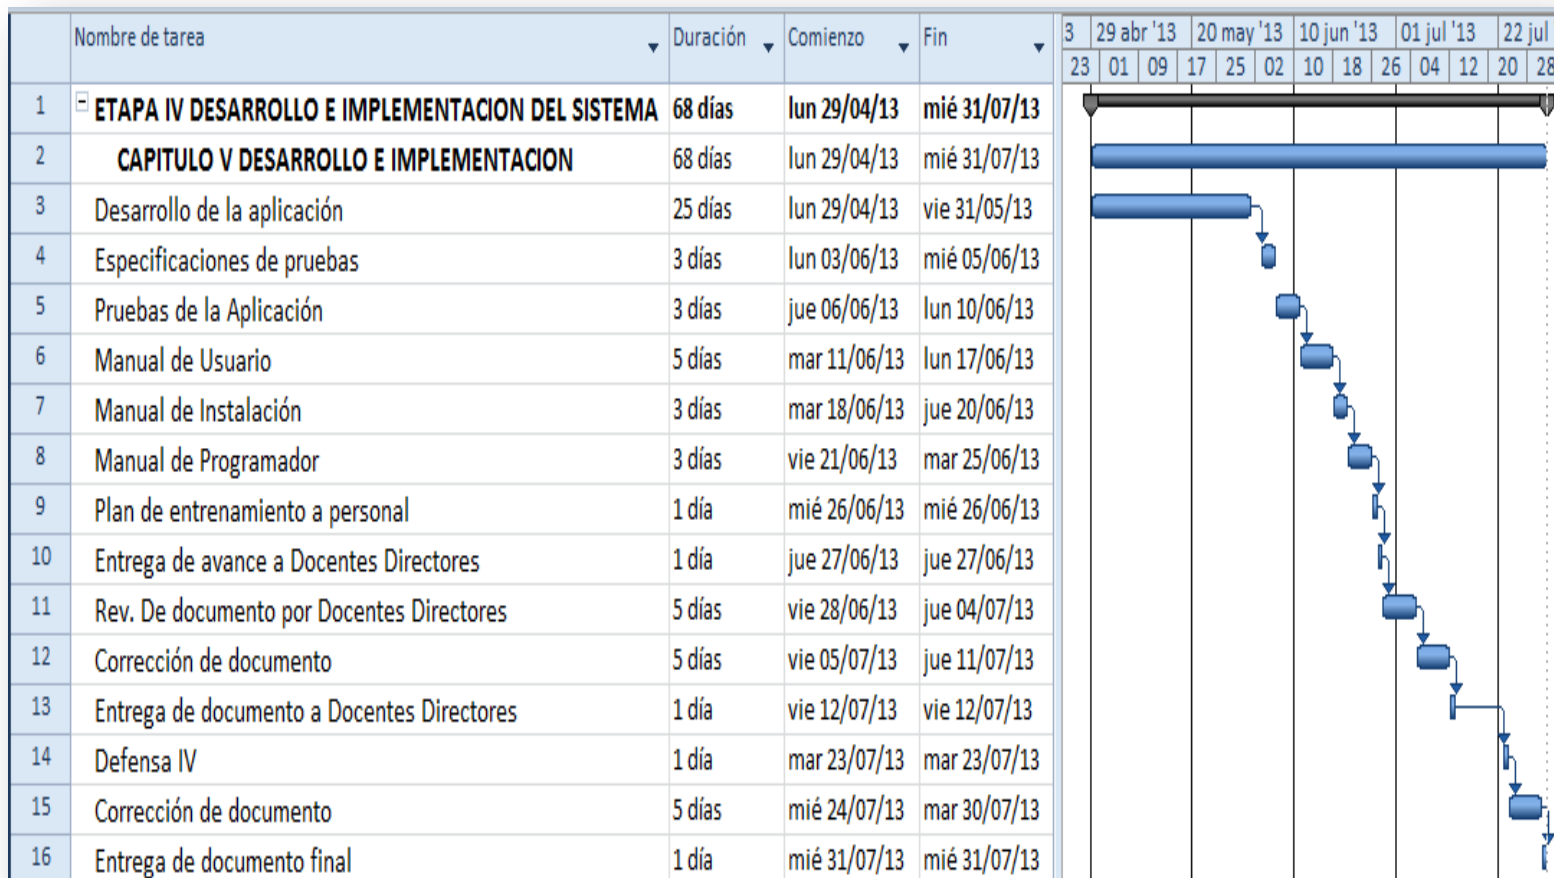 Nombre de tarea Duración Comienzo Fin 3 29 abr '13 20 may '13 10 jun '13 01 jul '13 22 jul
23 01 09 17 25 02 10 18 26 04 12 20 28
1 ETAPA IV DESARROLLO E IMPLEMENTACION DEL SISTEMA 68 días lun 29/04/13 mié 31/07/13
2 CAPITULO V DESARROLLO E IMPLEMENTACION 68 días lun 29/04/13 mié 31/07/13
3 Desarrollo de la aplicación 25 días lun 29/04/13 vie 31/05/13
4 Especificaciones de pruebas 3 días lun 03/06/13 mié 05/06/13
5 Pruebas de la Aplicación 3 días jue 06/06/13 lun 10/06/13
6 Manual de Usuario 5 días mar 11/06/13 lun 17/06/13
7 Manual de Instalación 3 días mar 18/06/13 jue 20/06/13
8 Manual de Programador 3 días vie 21/06/13 mar 25/06/13
9 Plan de entrenamiento a personal 1 día mié 26/06/13 mié 26/06/13
10 Entrega de avance a Docentes Directores 1 día jue 27/06/13 jue 27/06/13
11 Rev. De documento por Docentes Directores 5 días vie 28/06/13 jue 04/07/13
12 Corrección de documento 5 días vie 05/07/13 jue 11/07/13
13 Entrega de documento a Docentes Directores 1 día vie 12/07/13 vie 12/07/13
14 Defensa IV 1 día mar 23/07/13 mar 23/07/13
15 Corrección de documento 5 días mié 24/07/13 mar 30/07/13
16 Entrega de documento final 1 día mié 31/07/13 mié 31/07/13